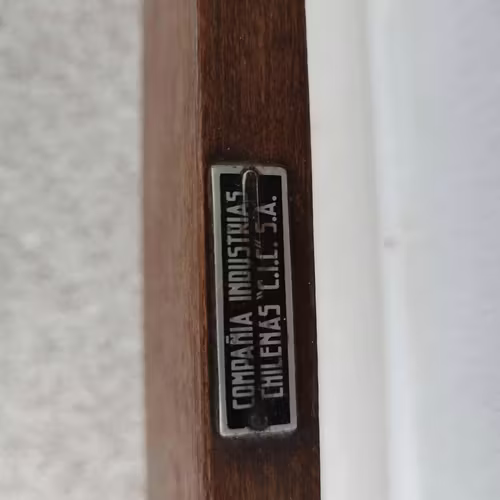 COMPAÑIA INDUSTRIAS
CHILENAS "C.I.C" S.A.